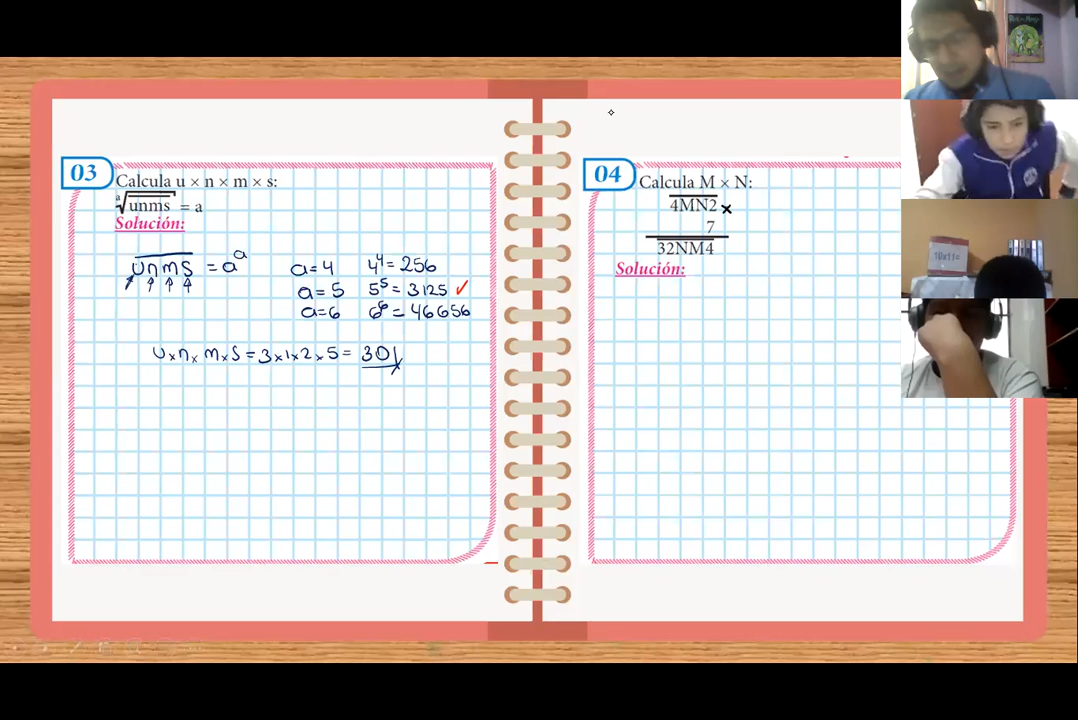 03
Calcula u × n × m × s:
ᵃ√unms = a
Solución:
unms = aᵃ
a=4 4⁴=256
a=5 5⁵=3125 ✓
a=6 6⁶=46656
u×n×m×s=3×1×2×5=30
04
Calcula M × N:
4MN2×
7
32NM4
Solución: